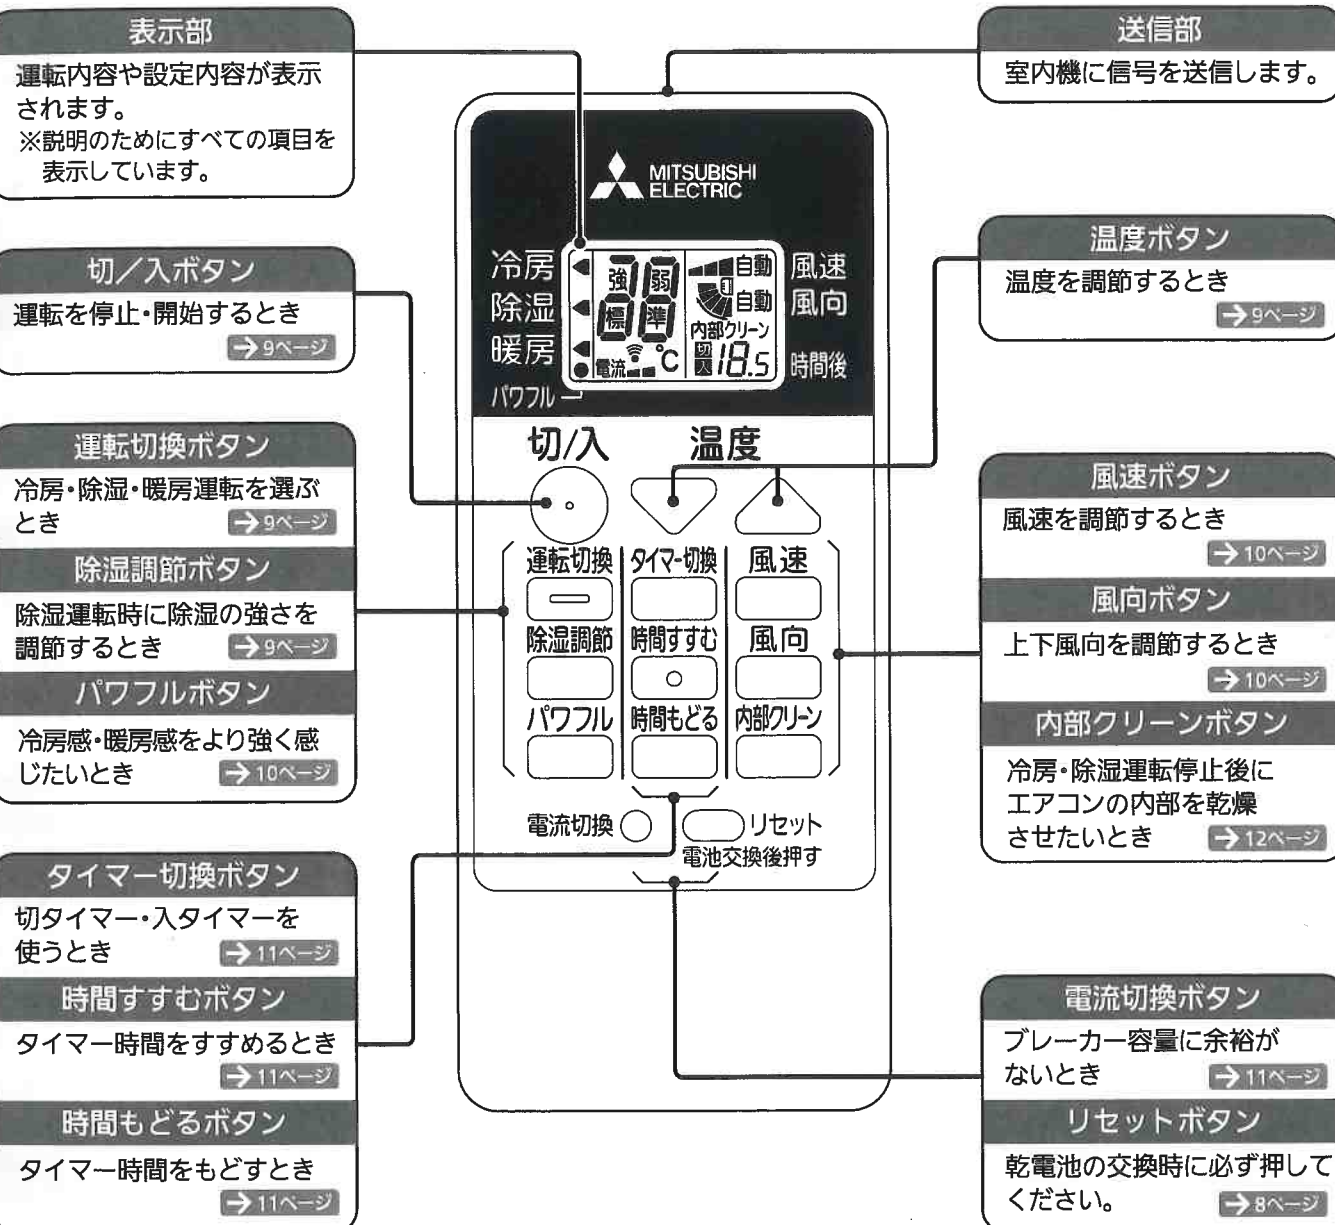 表示部
運転内容や設定内容が表示
されます。
※説明のためにすべての項目を
表示しています。
切／入ボタン
運転を停止・開始するとき
→9ページ
運転切換ボタン
冷房・除湿・暖房運転を選ぶ
とき →9ページ
除湿調節ボタン
除湿運転時に除湿の強さを
調節するとき →9ページ
パワフルボタン
冷房感・暖房感をより強く感
じたいとき →10ページ
タイマー切換ボタン
切タイマー・入タイマーを
使うとき →11ページ
時間すすむボタン
タイマー時間をすすめるとき
→11ページ
時間もどるボタン
タイマー時間をもどすとき
→11ページ
MITSUBISHI
ELECTRIC
冷房 強 弱 自動 風速
除湿 標 準 自動 風向
内部クリーン
暖房 電流 ℃ 切 入 18.5 時間後
パワフル
切/入 温度
運転切換 タイマー切換 風速
除湿調節 時間すすむ 風向
パワフル 時間もどる 内部クリーン
電流切換 リセット
電池交換後押す
送信部
室内機に信号を送信します。
温度ボタン
温度を調節するとき
→9ページ
風速ボタン
風速を調節するとき
→10ページ
風向ボタン
上下風向を調節するとき
→10ページ
内部クリーンボタン
冷房・除湿運転停止後に
エアコンの内部を乾燥
させたいとき →12ページ
電流切換ボタン
ブレーカー容量に余裕が
ないとき →11ページ
リセットボタン
乾電池の交換時に必ず押して
ください。 →8ページ